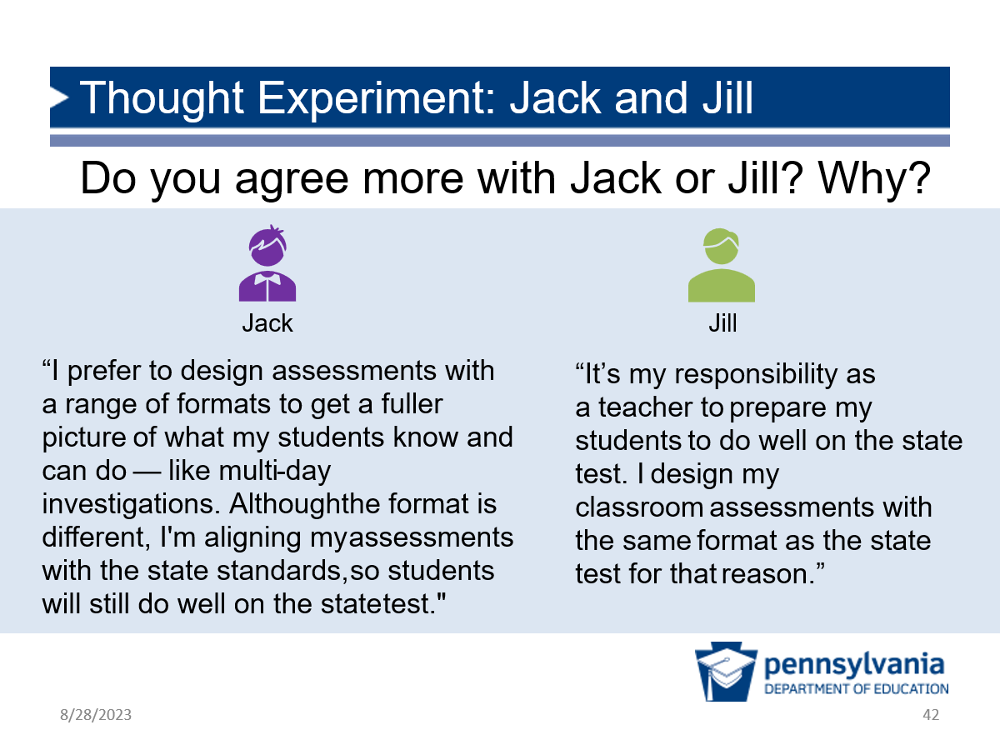 Thought Experiment: Jack and Jill
Do you agree more with Jack or Jill? Why?
Jack
“I prefer to design assessments with
a range of formats to get a fuller
picture of what my students know and
can do — like multi-day
investigations. Althoughthe format is
different, I'm aligning myassessments
with the state standards,so students
will still do well on the statetest."
Jill
“It’s my responsibility as
a teacher to prepare my
students to do well on the state
test. I design my
classroom assessments with
the same format as the state
test for that reason.”
pennsylvania
DEPARTMENT OF EDUCATION
8/28/2023
42